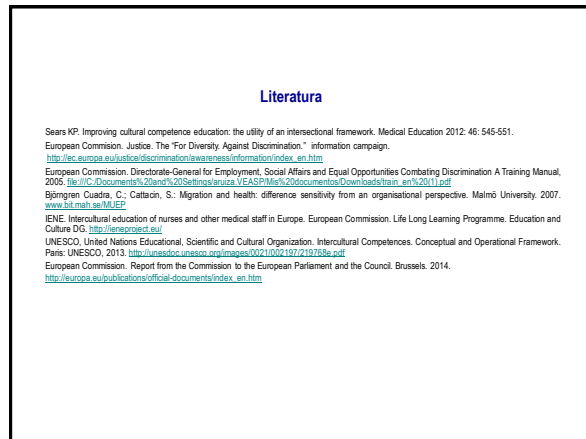 Literatura
Sears KP. Improving cultural competence education: the utility of an intersectional framework. Medical Education 2012: 46: 545-551.
European Commision. Justice. The “For Diversity. Against Discrimination.” information campaign.
http://ec.europa.eu/justice/discrimination/awareness/information/index_en.htm
European Commission. Directorate-General for Employment, Social Affairs and Equal Opportunities Combating Discrimination A Training Manual,
2005. file:///C:/Documents%20and%20Settings/aruiza.VEASP/Mis%20documentos/Downloads/train_en%20(1).pdf
Björngren Cuadra, C.; Cattacin, S.: Migration and health: difference sensitivity from an organisational perspective. Malmö University. 2007.
www.bit.mah.se/MUEP
IENE. Intercultural education of nurses and other medical staff in Europe. European Commission. Life Long Learning Programme. Education and
Culture DG. http://ieneproject.eu/
UNESCO, United Nations Educational, Scientific and Cultural Organization. Intercultural Competences. Conceptual and Operational Framework.
Paris: UNESCO, 2013. http://unesdoc.unesco.org/images/0021/002197/219768e.pdf
European Commission. Report from the Commission to the European Parliament and the Council. Brussels. 2014.
http://europa.eu/publications/official-documents/index_en.htm